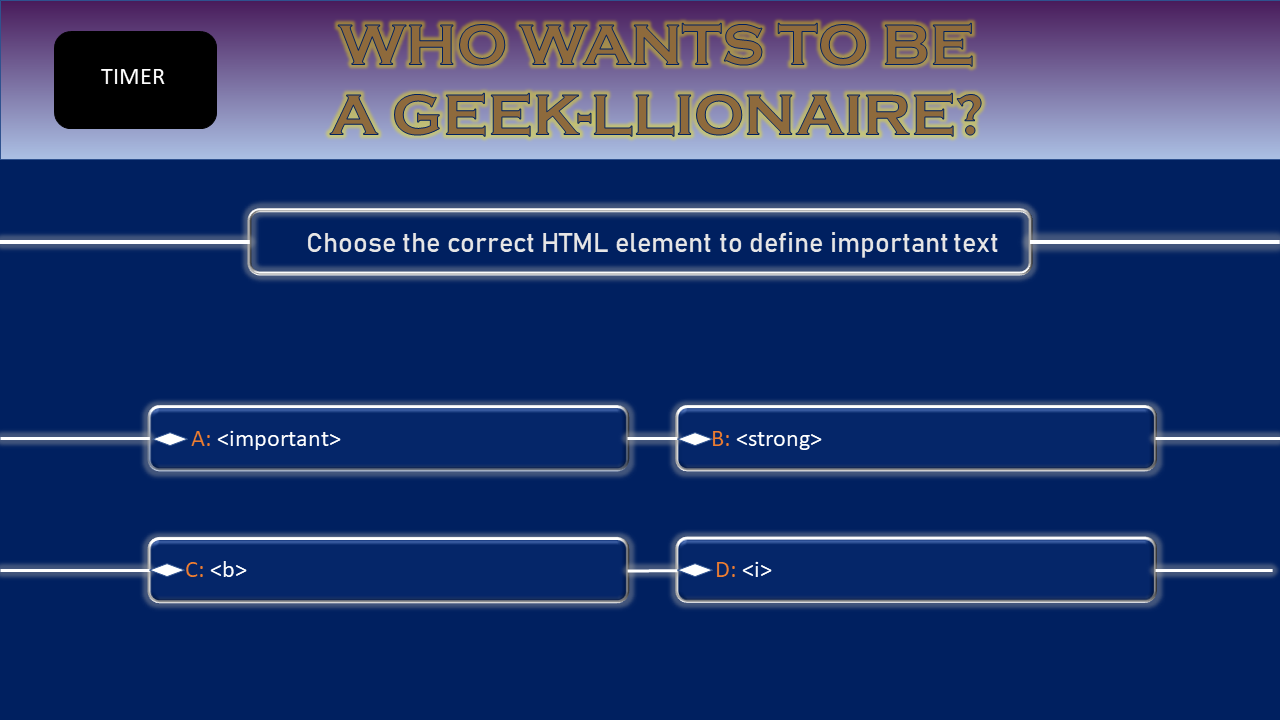 TIMER
WHO WANTS TO BE
A GEEK-LLIONAIRE?
Choose the correct HTML element to define important text
A: <important>
B: <strong>
C: <b>
D: <i>